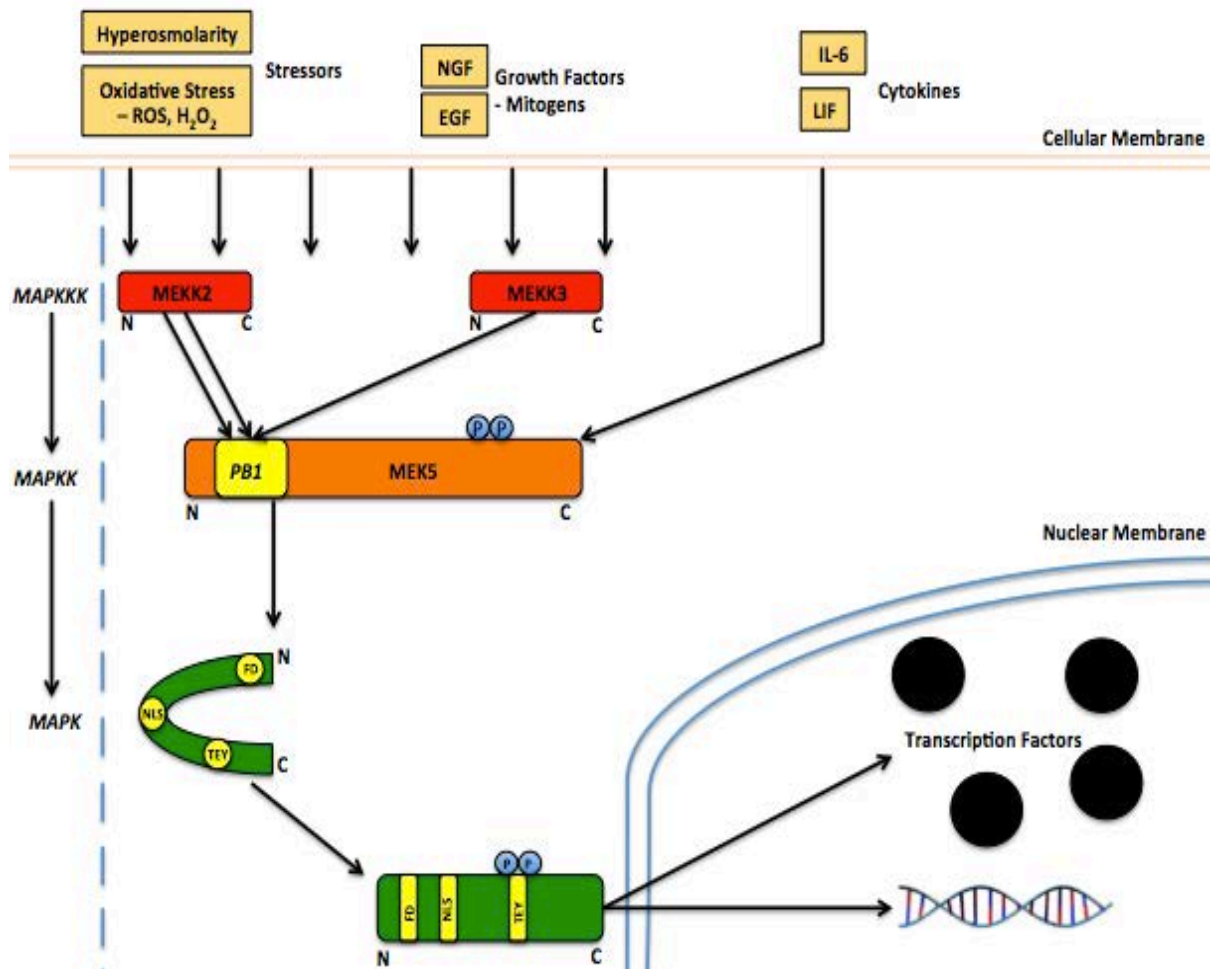 Hyperosmolarity
Oxidative Stress
– ROS, H₂O₂
Stressors
NGF
EGF
Growth Factors
- Mitogens
IL-6
LIF
Cytokines
Cellular Membrane
MAPKKK
MEKK2
N
C
MEKK3
N
C
P P
MAPKK
PB1
MEK5
N
C
Nuclear Membrane
N
FD
NLS
MAPK
TEY
C
Transcription Factors
P P
FD
NLS
TEY
N
C